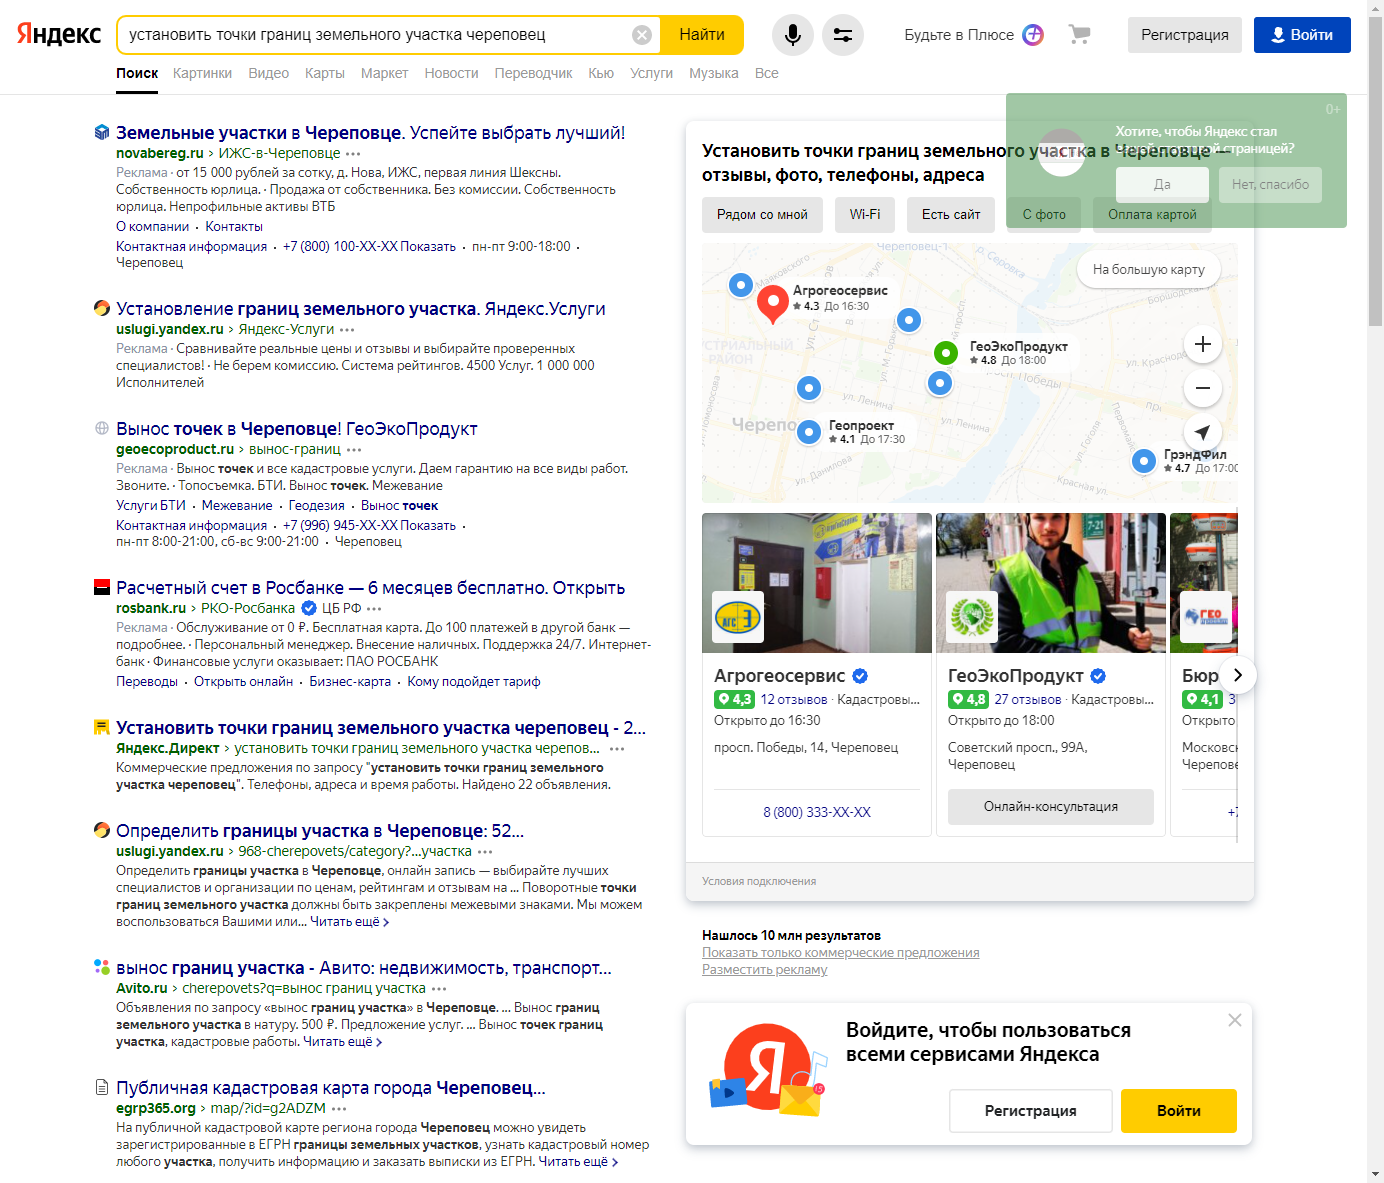 Яндекс
установить точки границ земельного участка череповец
Найти
Будьте в Плюсе
Регистрация
Войти
Поиск Картинки Видео Карты Маркет Новости Переводчик Кью Услуги Музыка Все
Земельные участки в Череповце. Успейте выбрать лучший!
novabereg.ru › ИЖС-в-Череповце
Реклама · от 15 000 рублей за сотку, д. Нова, ИЖС, первая линия Шексны.
Собственность юрлица. · Продажа от собственника. Без комиссии. Собственность
юрлица. Непрофильные активы ВТБ
О компании · Контакты
Контактная информация · +7 (800) 100-XX-XX Показать · пн-пт 9:00-18:00 ·
Череповец
Установление границ земельного участка. Яндекс.Услуги
uslugi.yandex.ru › Яндекс-Услуги
Реклама · Сравнивайте реальные цены и отзывы и выбирайте проверенных
специалистов! · Не берем комиссию. Система рейтингов. 4500 Услуг. 1 000 000
Исполнителей
Вынос точек в Череповце! ГеоЭкоПродукт
geoecoproduct.ru › вынос-границ
Реклама · Вынос точек и все кадастровые услуги. Даем гарантию на все виды работ.
Звоните. · Топосъемка. БТИ. Вынос точек. Межевание
Услуги БТИ · Межевание · Геодезия · Вынос точек
Контактная информация · +7 (996) 945-XX-XX Показать ·
пн-пт 8:00-21:00, сб-вс 9:00-21:00 · Череповец
Расчетный счет в Росбанке — 6 месяцев бесплатно. Открыть
rosbank.ru › РКО-Росбанка ЦБ РФ
Реклама · Обслуживание от 0 ₽. Бесплатная карта. До 100 платежей в другой банк —
подробнее. · Персональный менеджер. Внесение наличных. Поддержка 24/7. Интернет-
банк · Финансовые услуги оказывает: ПАО РОСБАНК
Переводы · Открыть онлайн · Бизнес-карта · Кому подойдет тариф
Установить точки границ земельного участка череповец - 2...
Яндекс.Директ › установить точки границ земельного участка черепов...
Коммерческие предложения по запросу "установить точки границ земельного
участка череповец". Телефоны, адреса и время работы. Найдено 22 объявления.
Определить границы участка в Череповце: 52...
uslugi.yandex.ru › 968-cherepovets/category?...участка
Определить границы участка в Череповце, онлайн запись — выбирайте лучших
специалистов и организации по ценам, рейтингам и отзывам на ... Поворотные точки
границ земельного участка должны быть закреплены межевыми знаками. Мы можем
воспользоваться Вашими или... Читать ещё ›
вынос границ участка - Авито: недвижимость, транспорт...
Avito.ru › cherepovets?q=вынос границ участка
Объявления по запросу «вынос границ участка» в Череповце. ... Вынос границ
земельного участка в натуру. 500 ₽. Предложение услуг. ... Вынос точек границ
участка, кадастровые работы. Читать ещё ›
Публичная кадастровая карта города Череповец...
egrp365.org › map/?id=g2ADZM
На публичной кадастровой карте региона города Череповец можно увидеть
зарегистрированные в ЕГРН границы земельных участков, узнать кадастровый номер
любого участка, получить информацию и заказать выписки из ЕГРН. Читать ещё ›
0+
Хотите, чтобы Яндекс стал
вашей стартовой страницей?
Да
Нет, спасибо
Установить точки границ земельного участка в Череповце —
отзывы, фото, телефоны, адреса
Рядом со мной
Wi-Fi
Есть сайт
С фото
Оплата картой
Череповец-1
р. Серовка
На большую карту
Маяковского
Агрогеосервис
4.3 До 16:30
ГеоЭкоПродукт
4.8 До 18:00
РАЙОН
ул. Ленина
ул. Ленина
Геопроект
4.1 До 17:30
ГрэндФил
4.7 До 17:00
ул. Данилова
ул. Гоголя
Красная ул.
Агрогеосервис
4,3 12 отзывов · Кадастровы...
Открыто до 16:30
просп. Победы, 14, Череповец
8 (800) 333-XX-XX
7-21
ГеоЭкоПродукт
4,8 27 отзывов · Кадастровы...
Открыто до 18:00
Советский просп., 99А,
Череповец
Онлайн-консультация
ГЕО
Бюр
4,1 3
Открыто
Московск
Черепове
+7
Условия подключения
Нашлось 10 млн результатов
Показать только коммерческие предложения
Разместить рекламу
Я
15
Войдите, чтобы пользоваться
всеми сервисами Яндекса
Регистрация
Войти